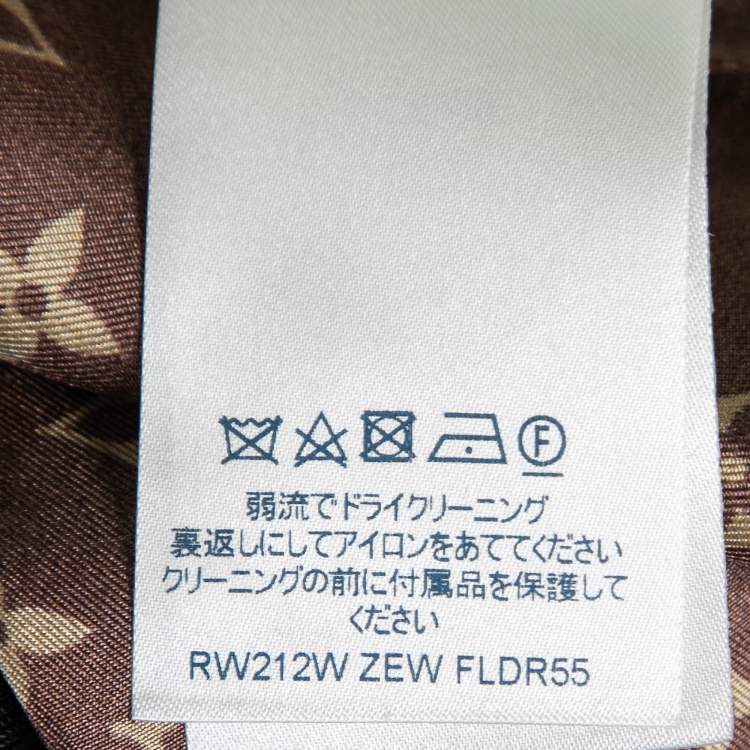 F
弱流でドライクリーニング
裏返しにしてアイロンをあててください
クリーニングの前に付属品を保護して
ください
RW212W ZEW FLDR55